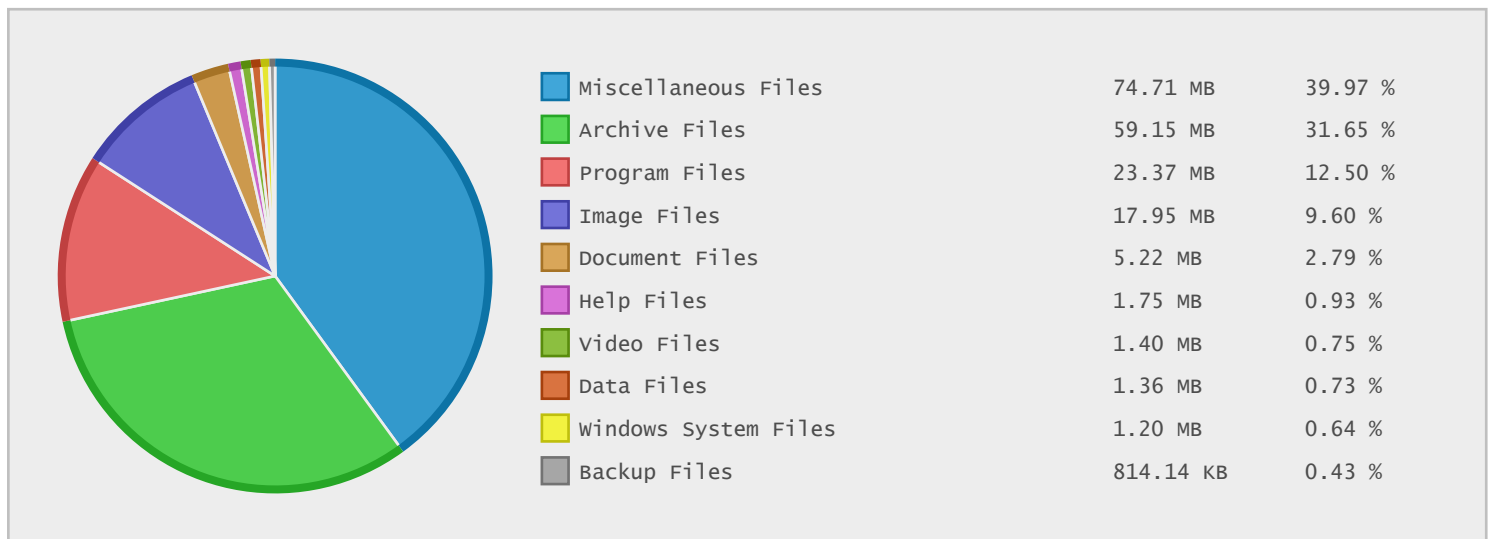 Miscellaneous Files 74.71 MB 39.97 %
Archive Files 59.15 MB 31.65 %
Program Files 23.37 MB 12.50 %
Image Files 17.95 MB 9.60 %
Document Files 5.22 MB 2.79 %
Help Files 1.75 MB 0.93 %
Video Files 1.40 MB 0.75 %
Data Files 1.36 MB 0.73 %
Windows System Files 1.20 MB 0.64 %
Backup Files 814.14 KB 0.43 %